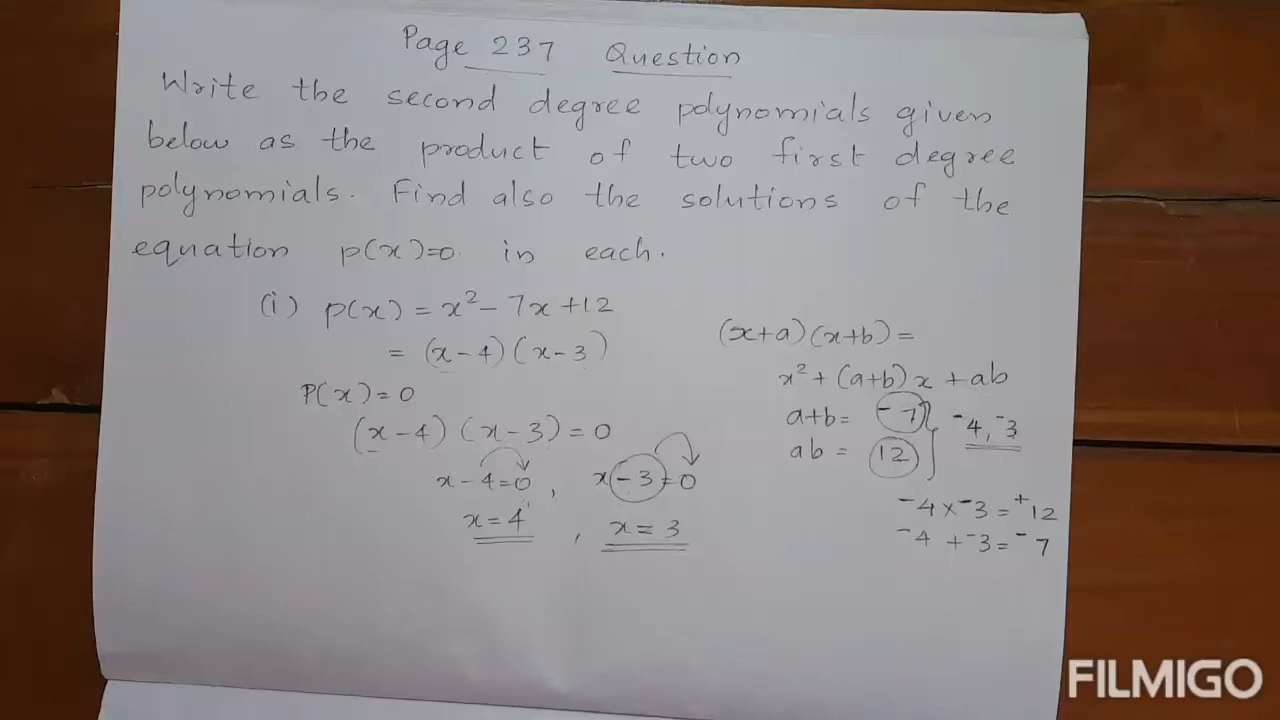 Page 237 Question
Write the second degree polynomials given
below as the product of two first degree
polynomials. Find also the solutions of the
equation p(x)=0 in each.
(i) p(x) = x² - 7x + 12
= (x - 4)(x - 3)
P(x) = 0
(x - 4) (x - 3) = 0
x - 4 = 0 , x - 3 = 0
x = 4 , x = 3
(x+a)(x+b) =
x² + (a+b)x + ab
a+b = -7
ab = 12
-4, -3
-4 × -3 = +12
-4 + -3 = -7
FILMIGO